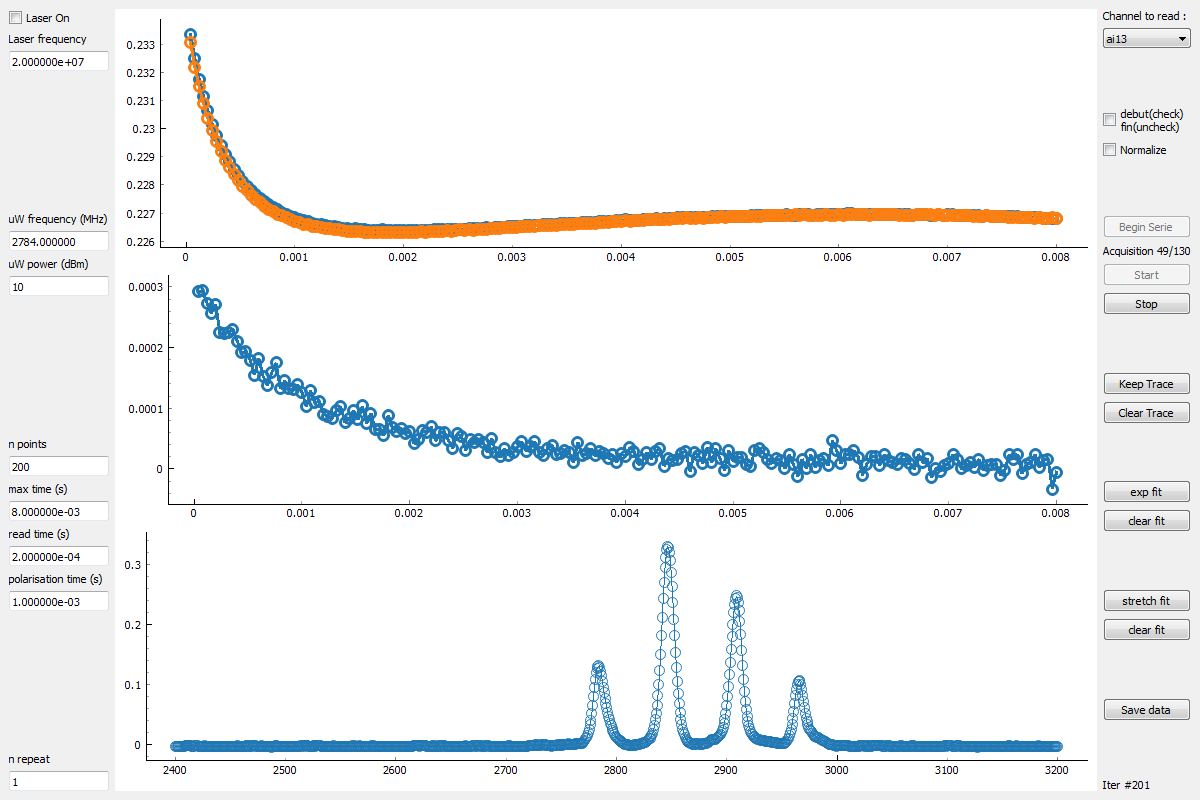 Laser On
Laser frequency
2.000000e+07
uW frequency (MHz)
2784.000000
uW power (dBm)
10
n points
200
max time (s)
8.000000e-03
read time (s)
2.000000e-04
polarisation time (s)
1.000000e-03
n repeat
1
0.233
0.232
0.231
0.23
0.229
0.228
0.227
0.226
0 0.001 0.002 0.003 0.004 0.005 0.006 0.007 0.008
0.0003
0.0002
0.0001
0
0 0.001 0.002 0.003 0.004 0.005 0.006 0.007 0.008
0.3
0.2
0.1
0
2400 2500 2600 2700 2800 2900 3000 3100 3200
Channel to read :
ai13
debut(check)
fin(uncheck)
Normalize
Begin Serie
Acquisition 49/130
Start
Stop
Keep Trace
Clear Trace
exp fit
clear fit
stretch fit
clear fit
Save data
Iter #201